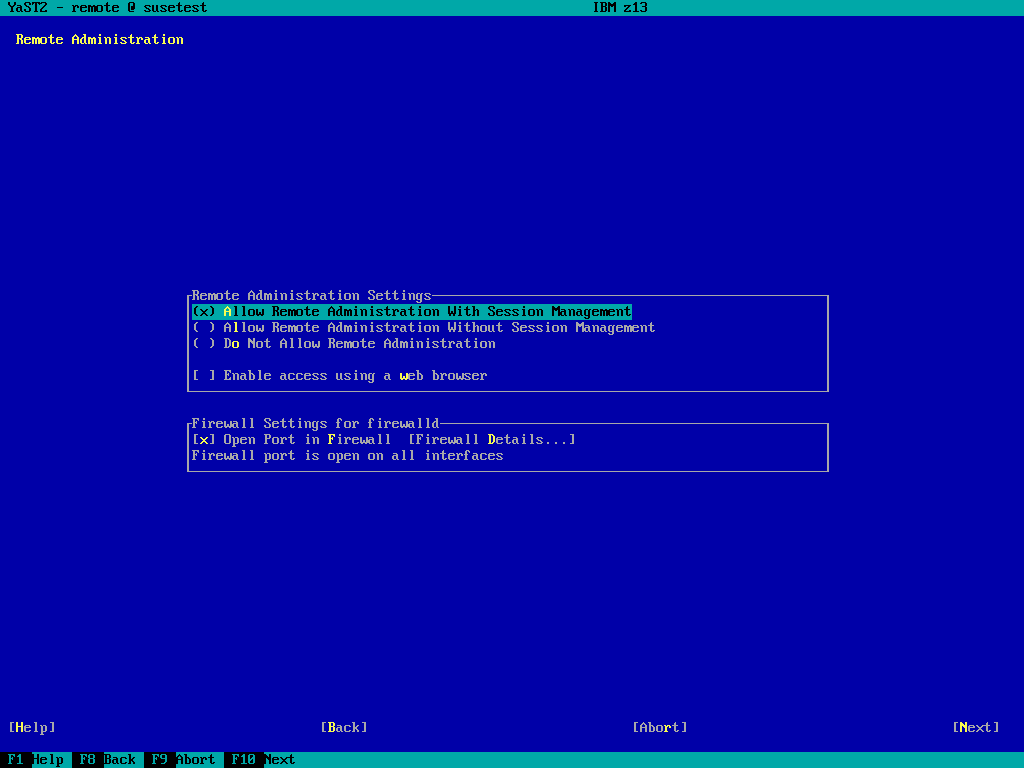 YaST2 - remote @ susetest IBM z13
Remote Administration
Remote Administration Settings
(x) Allow Remote Administration With Session Management
( ) Allow Remote Administration Without Session Management
( ) Do Not Allow Remote Administration
[ ] Enable access using a web browser
Firewall Settings for firewalld
[x] Open Port in Firewall [Firewall Details...]
Firewall port is open on all interfaces
[Help] [Back] [Abort] [Next]
F1 Help F8 Back F9 Abort F10 Next